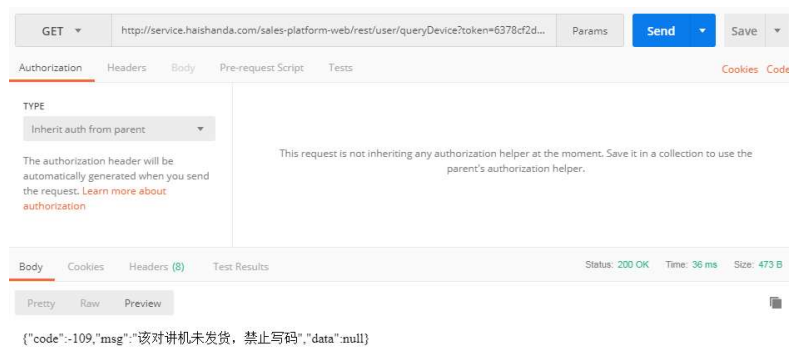 GET http://service.haishanda.com/sales-platform-web/rest/user/queryDevice?token=6378cf2d... Params Send Save
Authorization Headers Body Pre-request Script Tests Cookies Code
TYPE
Inherit auth from parent
The authorization header will be
automatically generated when you send
the request. Learn more about
authorization
This request is not inheriting any authorization helper at the moment. Save it in a collection to use the
parent's authorization helper.
Body Cookies Headers (8) Test Results Status: 200 OK Time: 36 ms Size: 473 B
Pretty Raw Preview
{"code":-109,"msg":"该对讲机未发货，禁止写码","data":null}